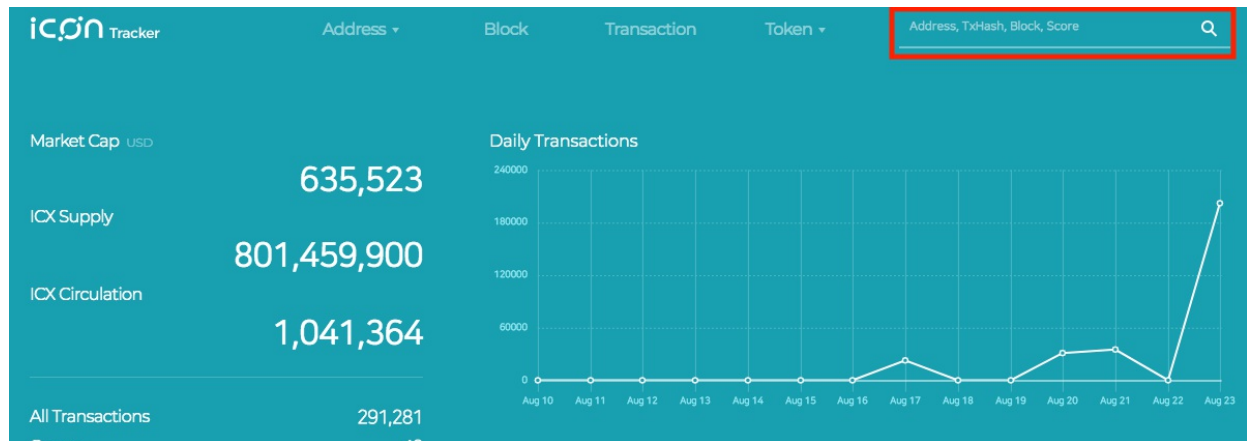 icon Tracker
Address
Block
Transaction
Token
Address, TxHash, Block, Score
Market Cap USD
635,523
ICX Supply
801,459,900
ICX Circulation
1,041,364
All Transactions 291,281
Daily Transactions
240000
180000
120000
60000
0
Aug 10 Aug 11 Aug 12 Aug 13 Aug 14 Aug 15 Aug 16 Aug 17 Aug 18 Aug 19 Aug 20 Aug 21 Aug 22 Aug 23